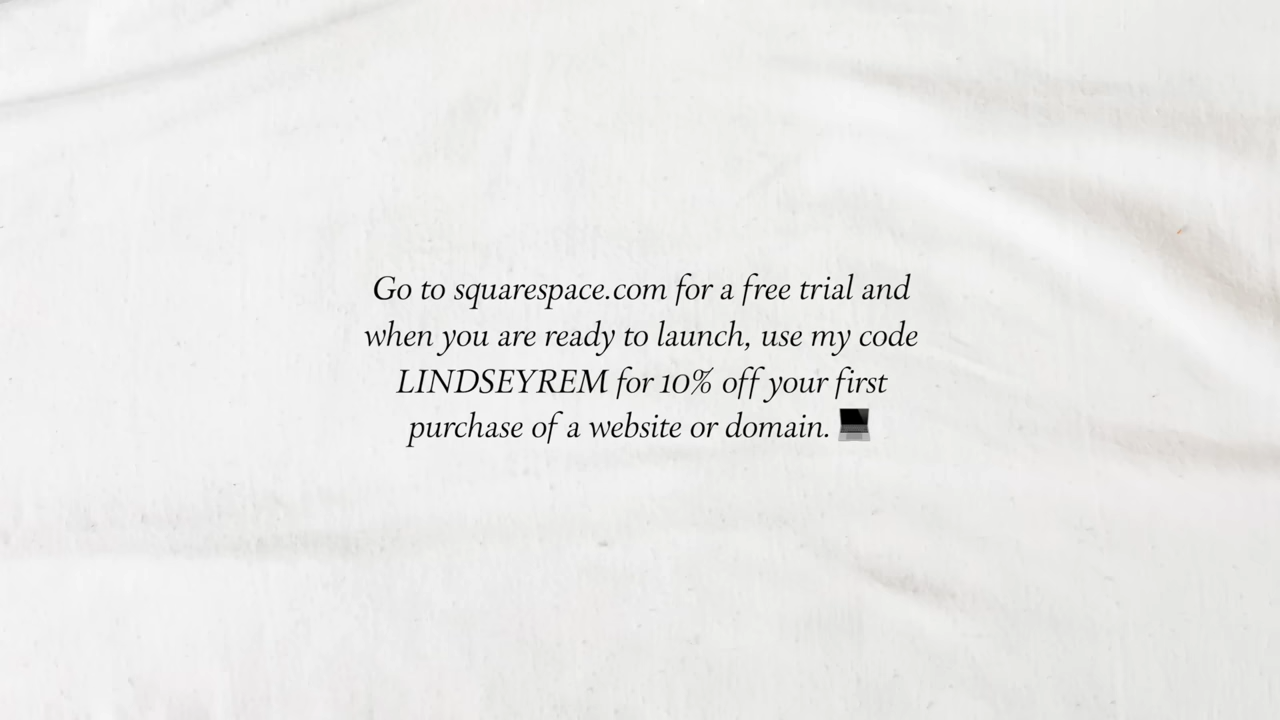 Go to squarespace.com for a free trial and
when you are ready to launch, use my code
LINDSEYREM for 10% off your first
purchase of a website or domain. 💻